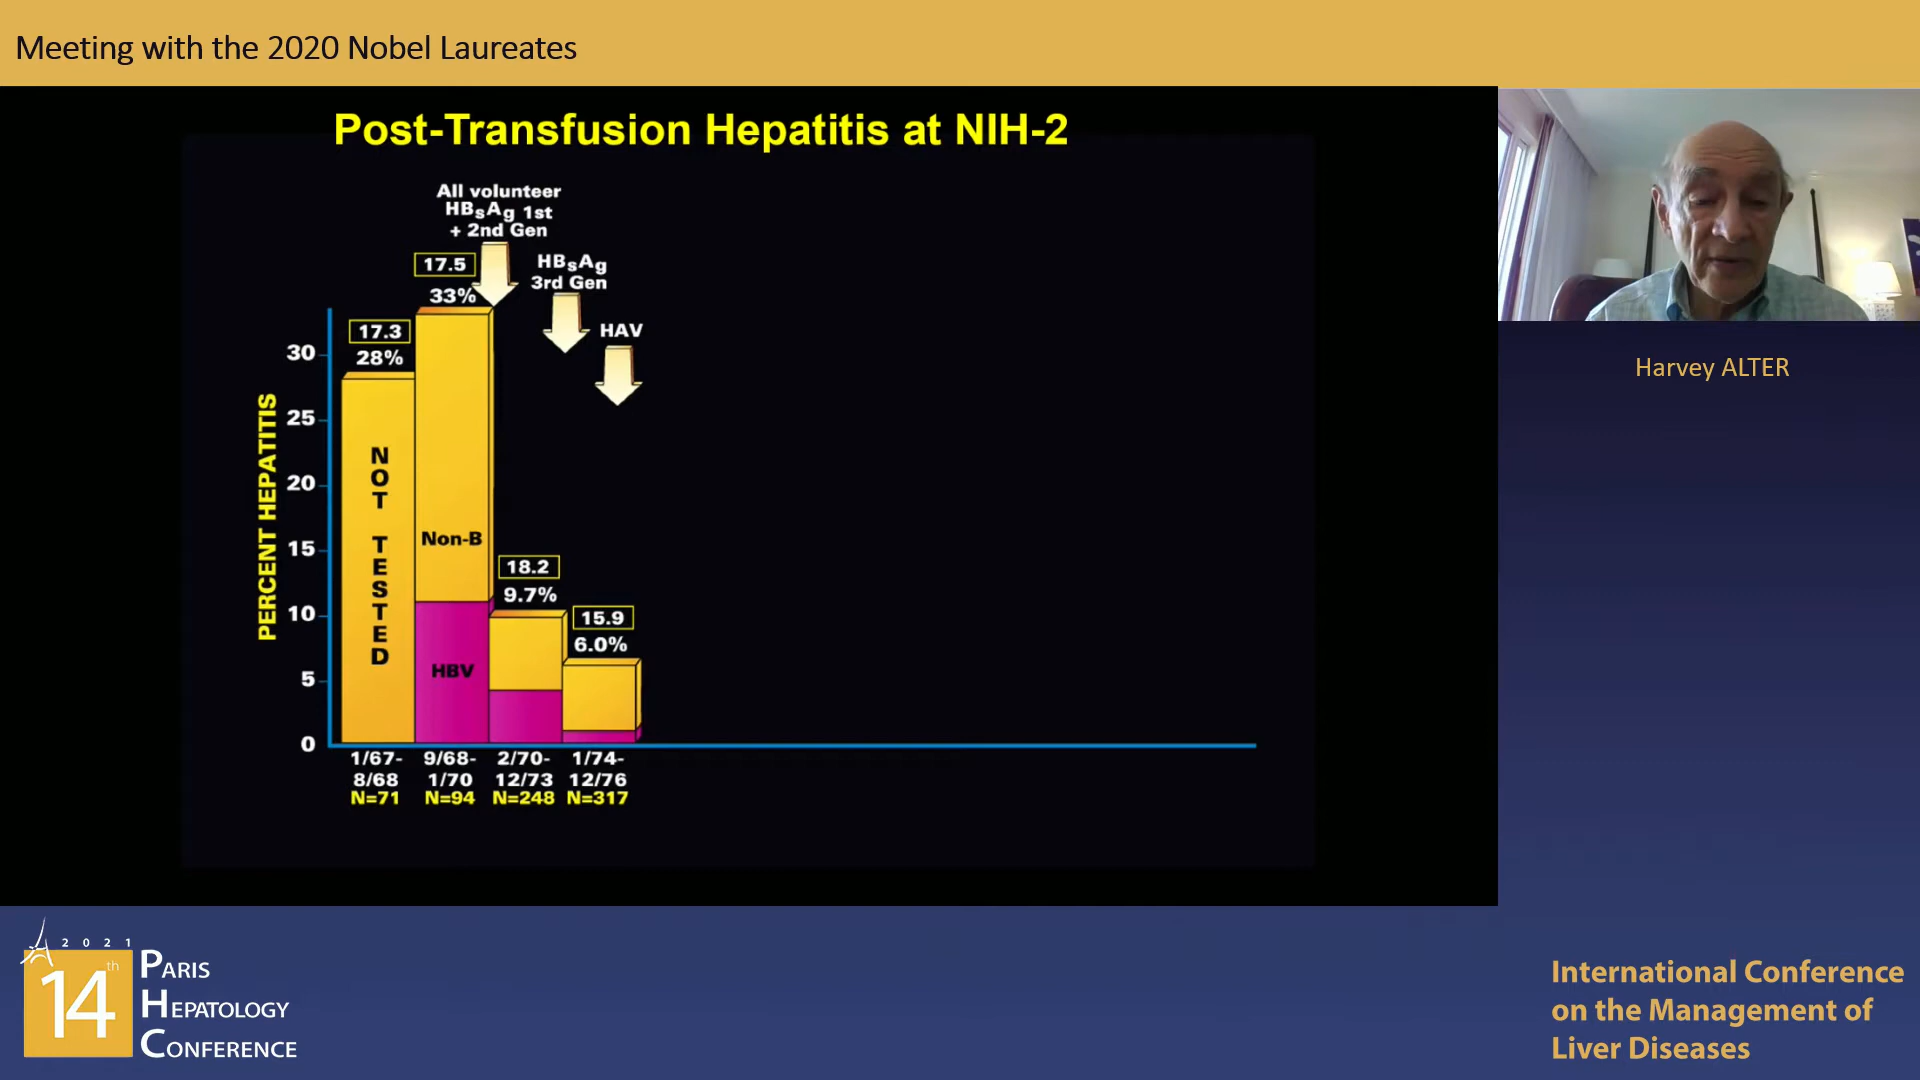 Meeting with the 2020 Nobel Laureates
Post-Transfusion Hepatitis at NIH-2
All volunteer
HBsAg 1st
+ 2nd Gen
17.5
33%
HBsAg
3rd Gen
HAV
17.3
28%
PERCENT HEPATITIS
30
25
20
15
10
5
0
NOT TESTED
Non-B
HBV
18.2
9.7%
15.9
6.0%
1/67-
8/68
N=71
9/68-
1/70
N=94
2/70-
12/73
N=248
1/74-
12/76
N=317
Harvey ALTER
2021
14th
PARIS
HEPATOLOGY
CONFERENCE
International Conference
on the Management of
Liver Diseases